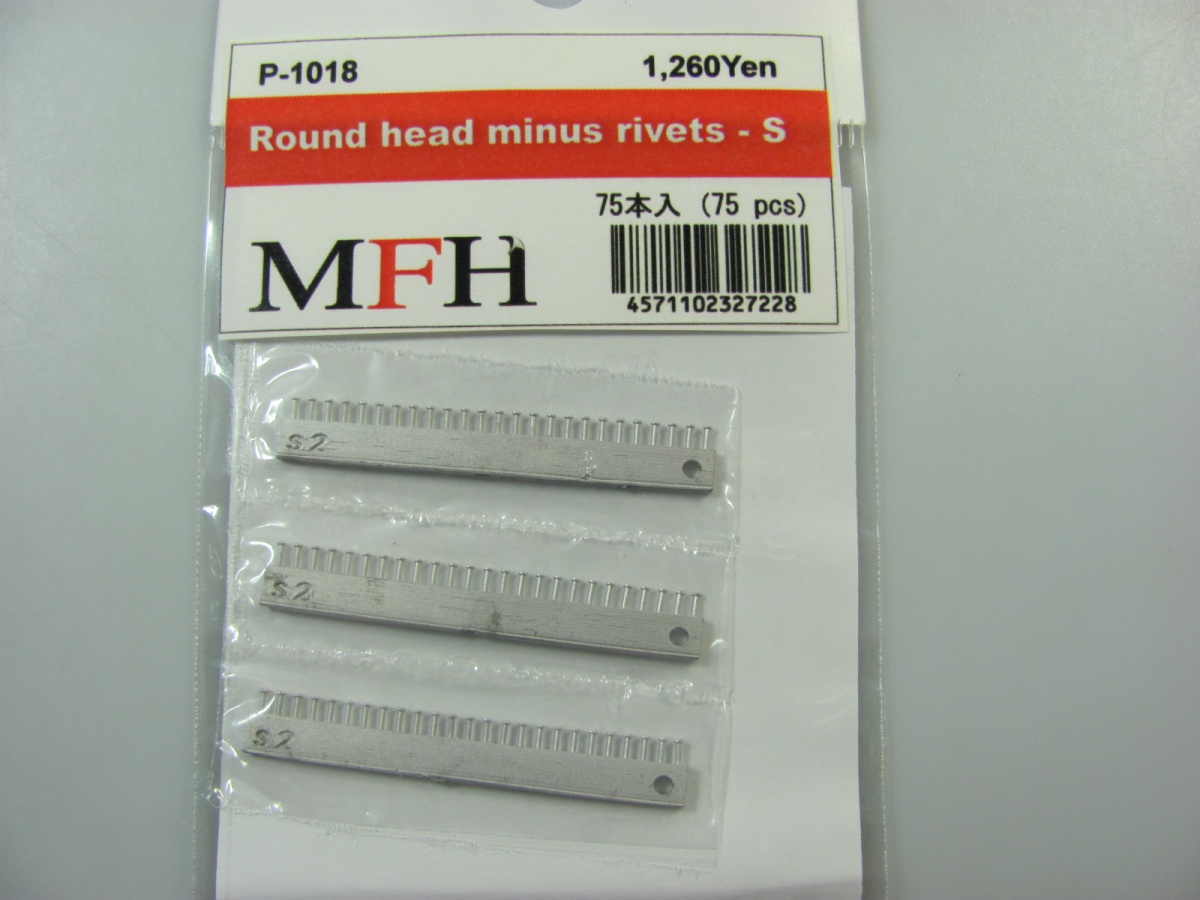 P-1018 1,260Yen
Round head minus rivets - S
75本入 (75 pcs)
MFH
4571102327228
S2
S2
S2